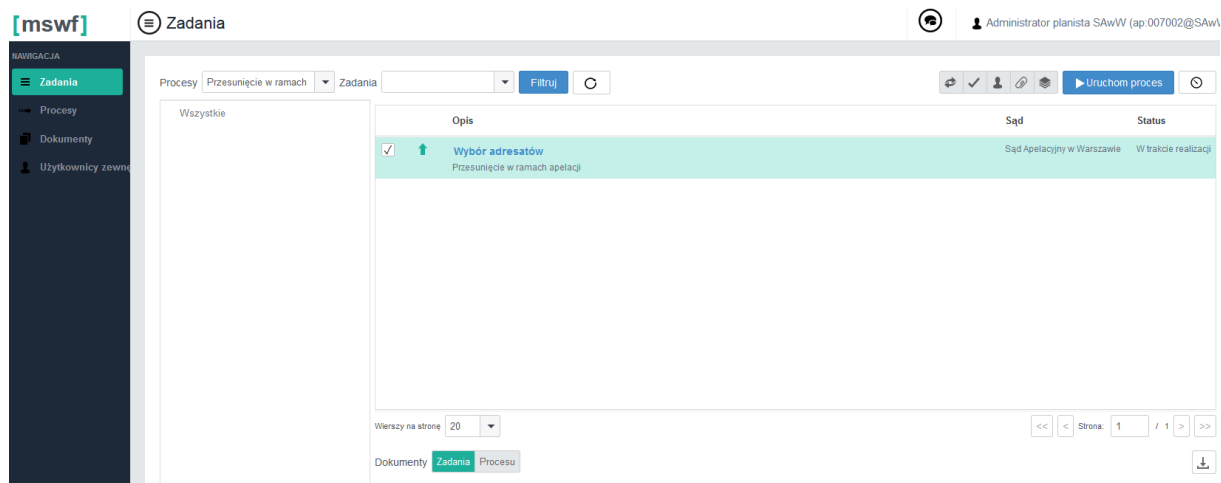 [mswf]
Zadania
Administrator planista SAwW (ap:007002@SAwW
NAWIGACJA
Zadania
Procesy
Dokumenty
Użytkownicy zewnę
Procesy Przesunięcie w ramach Zadania Filtruj Uruchom proces
Wszystkie
Opis Sąd Status
Wybór adresatów Sąd Apelacyjny w Warszawie W trakcie realizacji
Przesunięcie w ramach apelacji
Wierszy na stronę 20 << < Strona: 1 / 1 > >>
Dokumenty Zadania Procesu